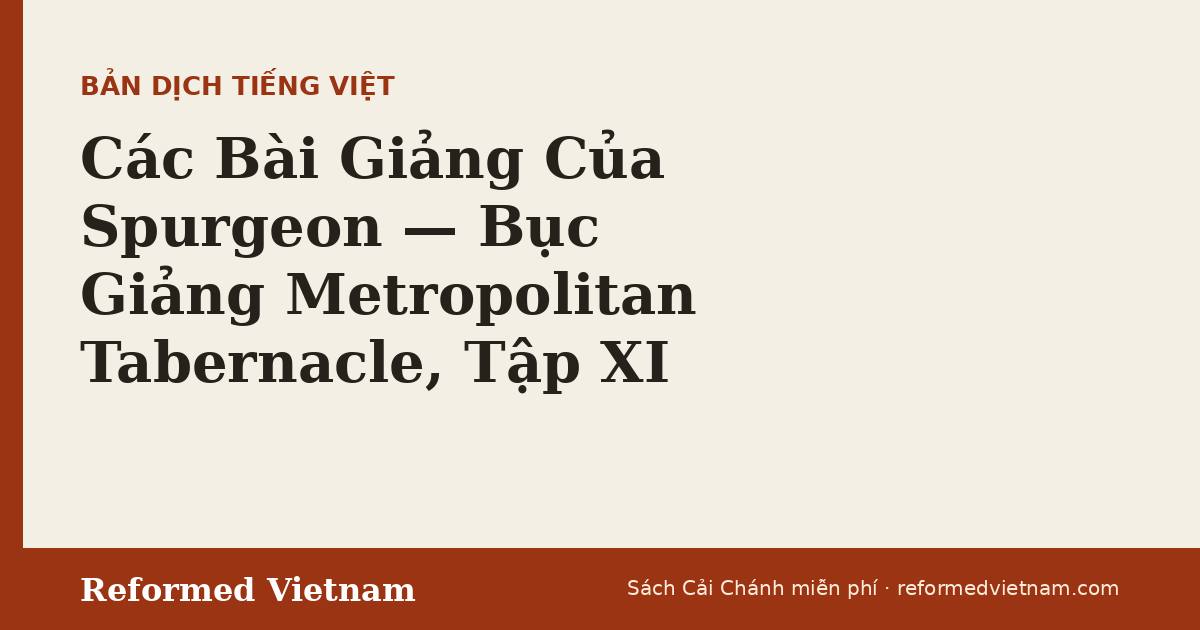 BẢN DỊCH TIẾNG VIỆT
Các Bài Giảng Của
Spurgeon — Bục
Giảng Metropolitan
Tabernacle, Tập XI
Reformed Vietnam
Sách Cải Chánh miễn phí · reformedvietnam.com